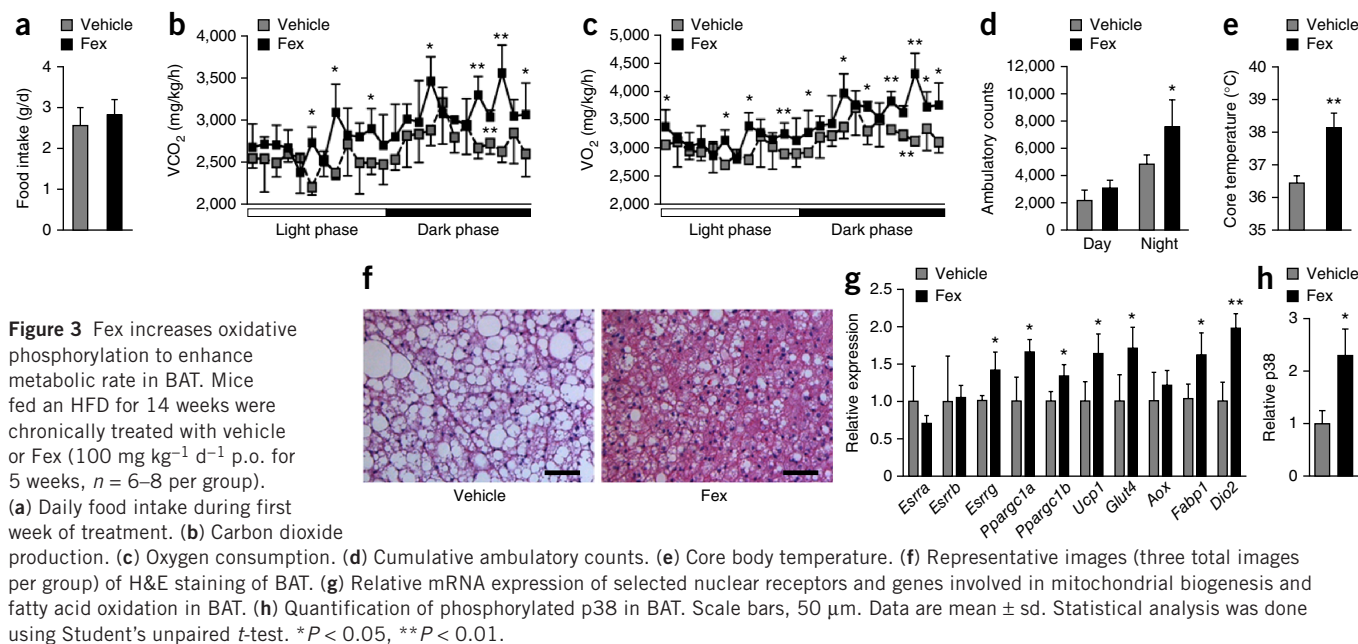 a
Vehicle
Fex
Food intake (g/d)
4
3
2
1
0
b
Vehicle
Fex
VCO2 (mg/kg/h)
4,000
3,500
3,000
2,500
2,000
* * * * ** ** ** *
Light phase
Dark phase
c
Vehicle
Fex
VO2 (mg/kg/h)
5,000
4,500
4,000
3,500
3,000
2,500
2,000
* * * ** * * * ** ** ** * *
Light phase
Dark phase
d
Vehicle
Fex
Ambulatory counts
12,000
10,000
8,000
6,000
4,000
2,000
0
*
Day
Night
e
Vehicle
Fex
Core temperature (°C)
40
39
38
37
36
35
**
f
Vehicle
Fex
g
Vehicle
Fex
Relative expression
2.5
2.0
1.5
1.0
0.5
0
* * * * * * **
Esrra
Esrrb
Esrrg
Ppargc1a
Ppargc1b
Ucp1
Glut4
Aox
Fabp1
Dio2
h
Vehicle
Fex
Relative p38
3
2
1
0
*
Figure 3 Fex increases oxidative
phosphorylation to enhance
metabolic rate in BAT. Mice
fed an HFD for 14 weeks were
chronically treated with vehicle
or Fex (100 mg kg−1 d−1 p.o. for
5 weeks, n = 6–8 per group).
(a) Daily food intake during first
week of treatment. (b) Carbon dioxide
production. (c) Oxygen consumption. (d) Cumulative ambulatory counts. (e) Core body temperature. (f) Representative images (three total images
per group) of H&E staining of BAT. (g) Relative mRNA expression of selected nuclear receptors and genes involved in mitochondrial biogenesis and
fatty acid oxidation in BAT. (h) Quantification of phosphorylated p38 in BAT. Scale bars, 50 μm. Data are mean ± sd. Statistical analysis was done
using Student's unpaired t-test. *P < 0.05, **P < 0.01.